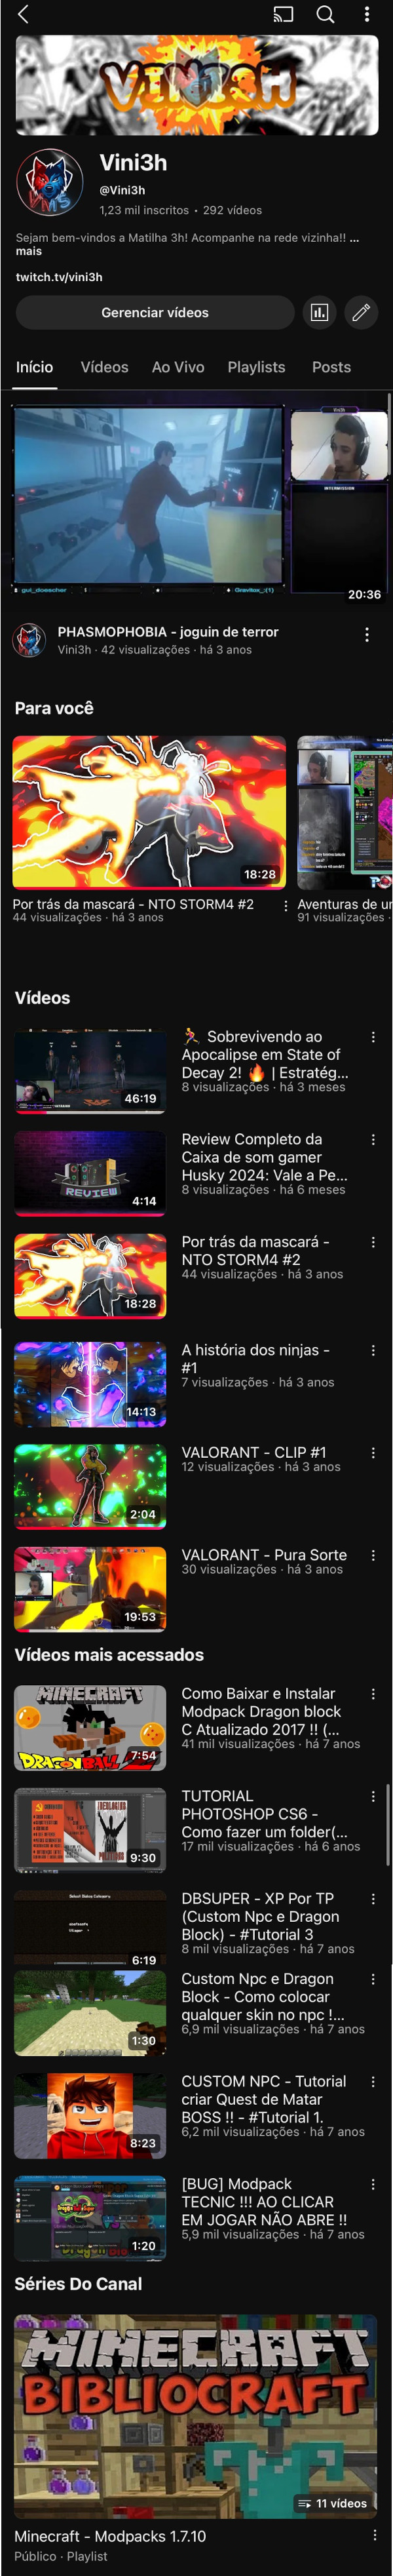 VINI3H
Vini3h
@Vini3h
1,23 mil inscritos • 292 vídeos
Sejam bem-vindos a Matilha 3h! Acompanhe na rede vizinha!! ...
mais
twitch.tv/vini3h
Gerenciar vídeos
Início Vídeos Ao Vivo Playlists Posts
Vini3h
INTERMISSION
gui_doescher
20:36
PHASMOPHOBIA - joguin de terror
Vini3h · 42 visualizações · há 3 anos
Para você
18:28
Por trás da mascará - NTO STORM4 #2
44 visualizações · há 3 anos
Aventuras de ur
91 visualizações ·
Vídeos
46:19
🏃 Sobrevivendo ao
Apocalipse em State of
Decay 2! 🔥 | Estratég...
8 visualizações · há 3 meses
REVIEW
4:14
Review Completo da
Caixa de som gamer
Husky 2024: Vale a Pe...
8 visualizações · há 6 meses
18:28
Por trás da mascará -
NTO STORM4 #2
44 visualizações · há 3 anos
14:13
A história dos ninjas -
#1
7 visualizações · há 3 anos
2:04
VALORANT - CLIP #1
12 visualizações · há 3 anos
19:53
VALORANT - Pura Sorte
30 visualizações · há 3 anos
Vídeos mais acessados
MINECRAFT
DRAGON BALL Z
7:54
Como Baixar e Instalar
Modpack Dragon block
C Atualizado 2017 !! (...
41 mil visualizações · há 7 anos
9:30
TUTORIAL
PHOTOSHOP CS6 -
Como fazer um folder(...
17 mil visualizações · há 6 anos
6:19
DBSUPER - XP Por TP
(Custom Npc e Dragon
Block) - #Tutorial 3
8 mil visualizações · há 7 anos
1:30
Custom Npc e Dragon
Block - Como colocar
qualquer skin no npc !...
6,9 mil visualizações · há 7 anos
8:23
CUSTOM NPC - Tutorial
criar Quest de Matar
BOSS !! - #Tutorial 1.
6,2 mil visualizações · há 7 anos
1:20
[BUG] Modpack
TECNIC !!! AO CLICAR
EM JOGAR NÃO ABRE !!
5,9 mil visualizações · há 7 anos
Séries Do Canal
MINECRAFT
BIBLIOCRAFT
11 vídeos
Minecraft - Modpacks 1.7.10
Público · Playlist